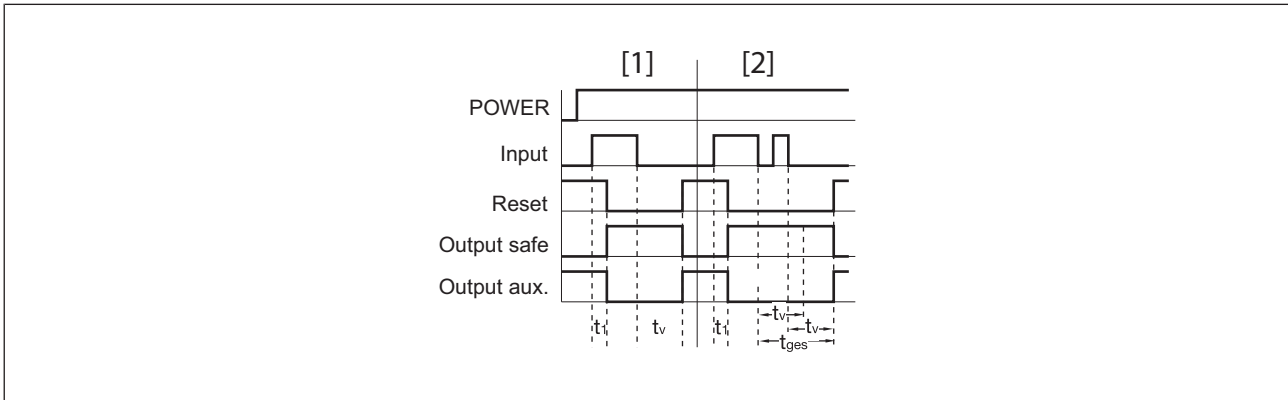 [1] [2]
POWER
Input
Reset
Output safe
Output aux.
t1 tv t1 tv tv
tges